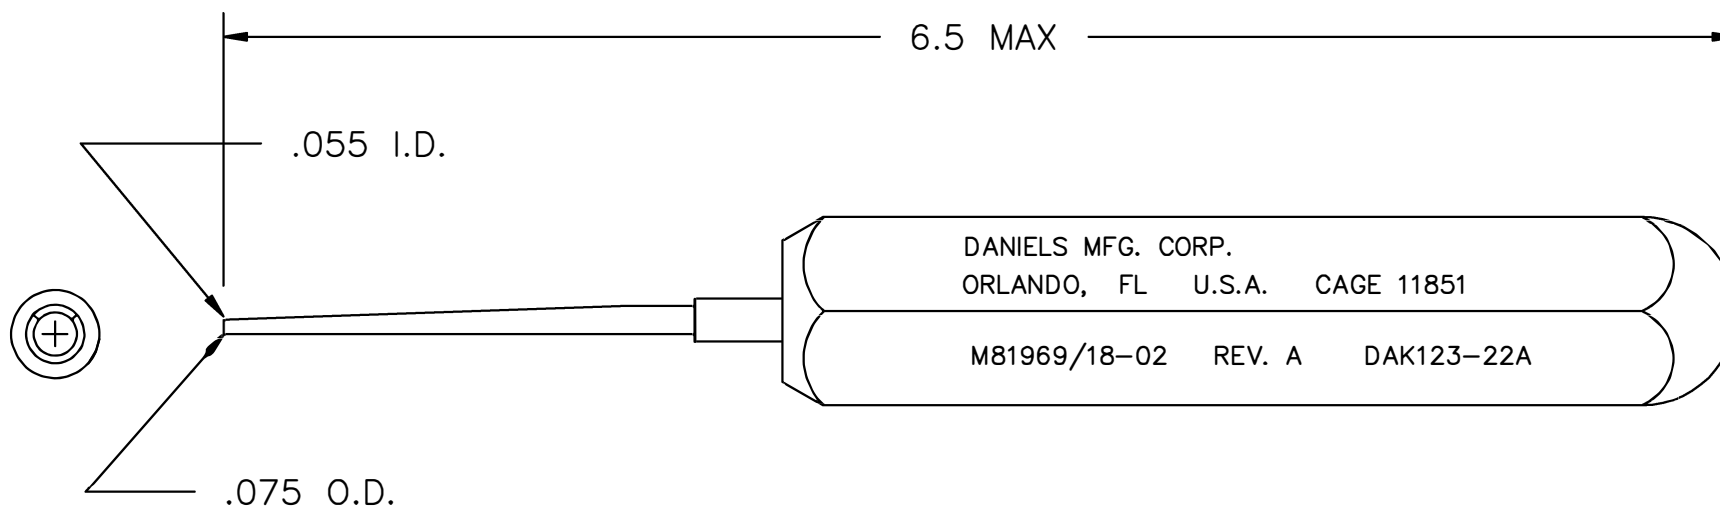 6.5 MAX
.055 I.D.
DANIELS MFG. CORP.
ORLANDO, FL U.S.A. CAGE 11851
M81969/18-02 REV. A DAK123-22A
.075 O.D.